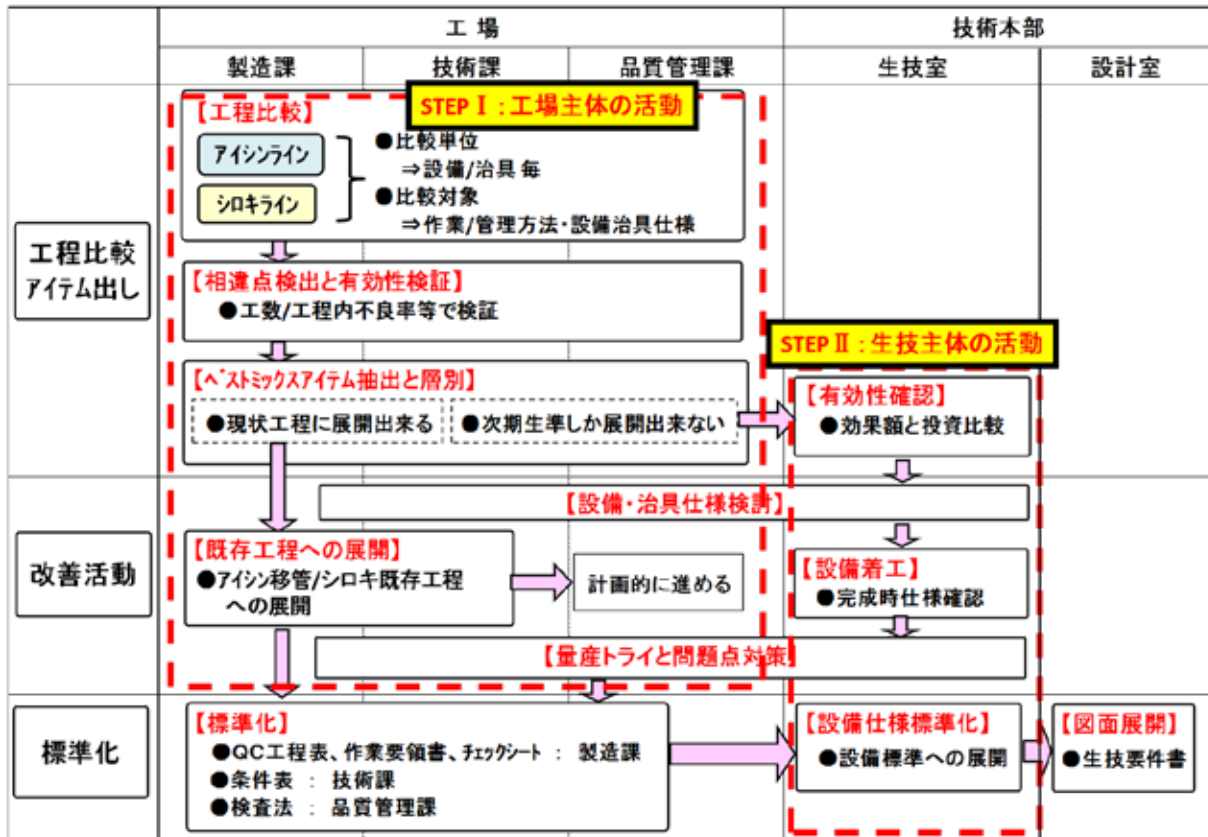 工 場
技術本部
製造課
技術課
品質管理課
生技室
設計室
工程比較
アイテム出し
STEP Ⅰ:工場主体の活動
【工程比較】
アイシンライン
シロキライン
●比較単位
⇒設備/治具 毎
●比較対象
⇒作業/管理方法・設備治具仕様
【相違点検出と有効性検証】
●工数/工程内不良率等で検証
STEP Ⅱ:生技主体の活動
【ベストミックスアイテム抽出と層別】
●現状工程に展開出来る
●次期生準しか展開出来ない
【有効性確認】
●効果額と投資比較
改善活動
【設備・治具仕様検討】
【既存工程への展開】
●アイシン移管/シロキ既存工程
への展開
計画的に進める
【設備着工】
●完成時仕様確認
【量産トライと問題点対策】
標準化
【標準化】
●QC工程表、作業要領書、チェックシート : 製造課
●条件表 : 技術課
●検査法 : 品質管理課
【設備仕様標準化】
●設備標準への展開
【図面展開】
●生技要件書